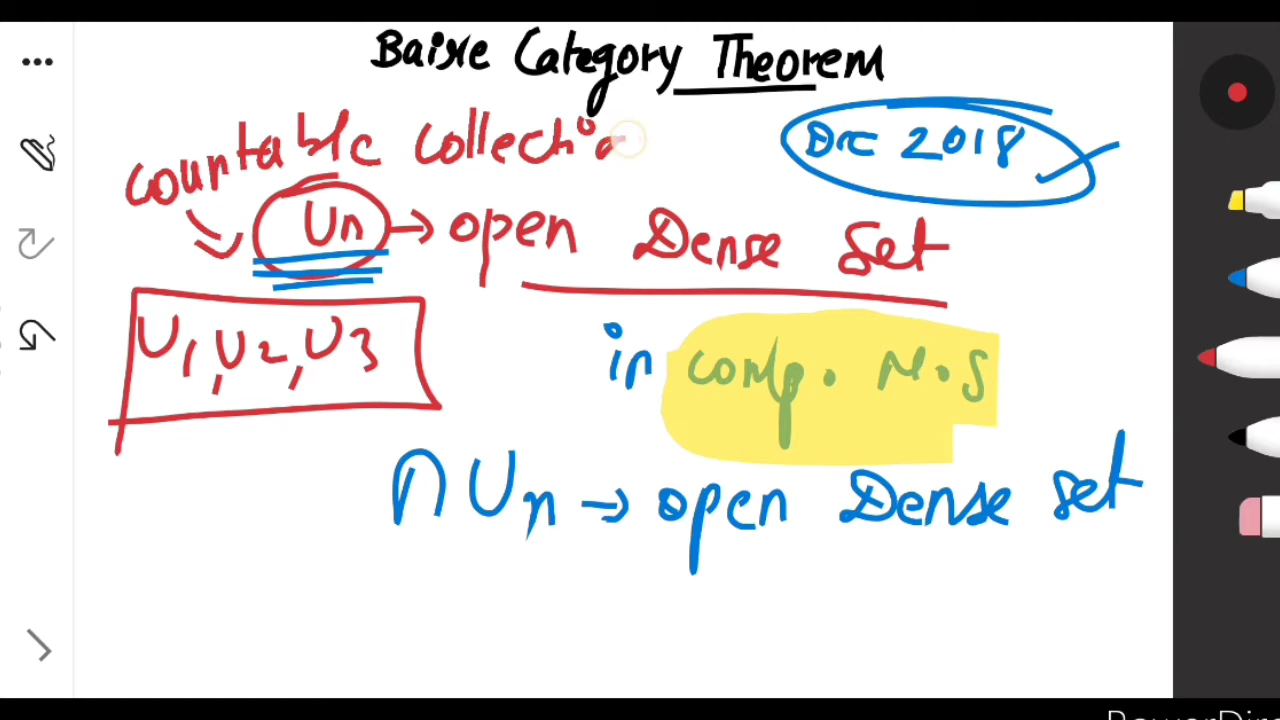 Baire Category Theorem
countable collectio
Dec 2018
Un → open Dense set
U1, U2, U3
in comp. M.S
∩ Un → open Dense set